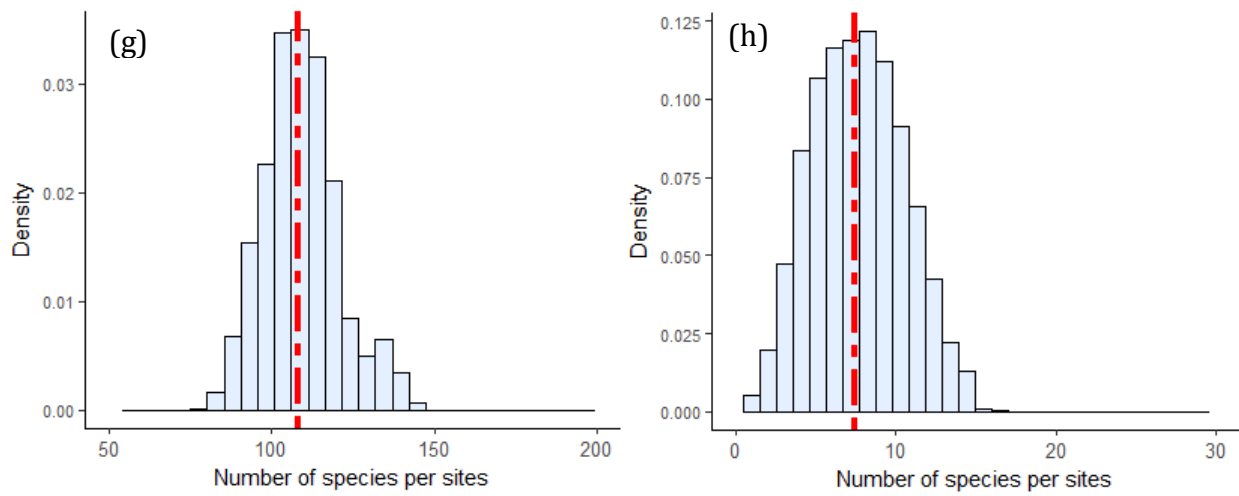 (g)
Density
0.03
0.02
0.01
0.00
50 100 150 200
Number of species per sites
(h)
Density
0.125
0.100
0.075
0.050
0.025
0.000
0 10 20 30
Number of species per sites